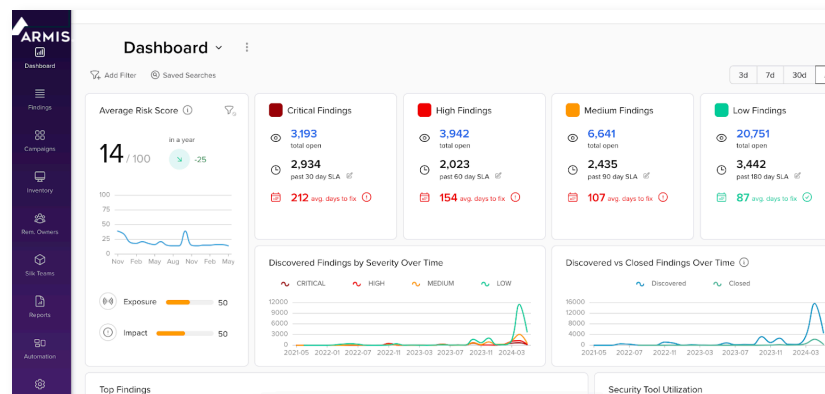 ARMIS
Dashboard
Findings
Campaigns
Inventory
Rem. Owners
Silk Teams
Reports
Automation
Dashboard
Add Filter
Saved Searches
3d 7d 30d
Average Risk Score
14 / 100
in a year
-25
100
75
50
25
0
Nov Feb May Aug Nov Feb May
Exposure 50
Impact 50
Critical Findings
3,193
total open
2,934
past 30 day SLA
212 avg. days to fix
High Findings
3,942
total open
2,023
past 60 day SLA
154 avg. days to fix
Medium Findings
6,641
total open
2,435
past 90 day SLA
107 avg. days to fix
Low Findings
20,751
total open
3,442
past 180 day SLA
87 avg. days to fix
Discovered Findings by Severity Over Time
CRITICAL HIGH MEDIUM LOW
12000
9000
6000
3000
0
2021-05 2022-01 2022-07 2022-11 2023-03 2023-07 2023-11 2024-03
Discovered vs Closed Findings Over Time
Discovered Closed
16000
12000
8000
4000
0
2021-05 2022-07 2022-11 2023-03 2023-07 2023-11 2024-03
Top Findings
Security Tool Utilization